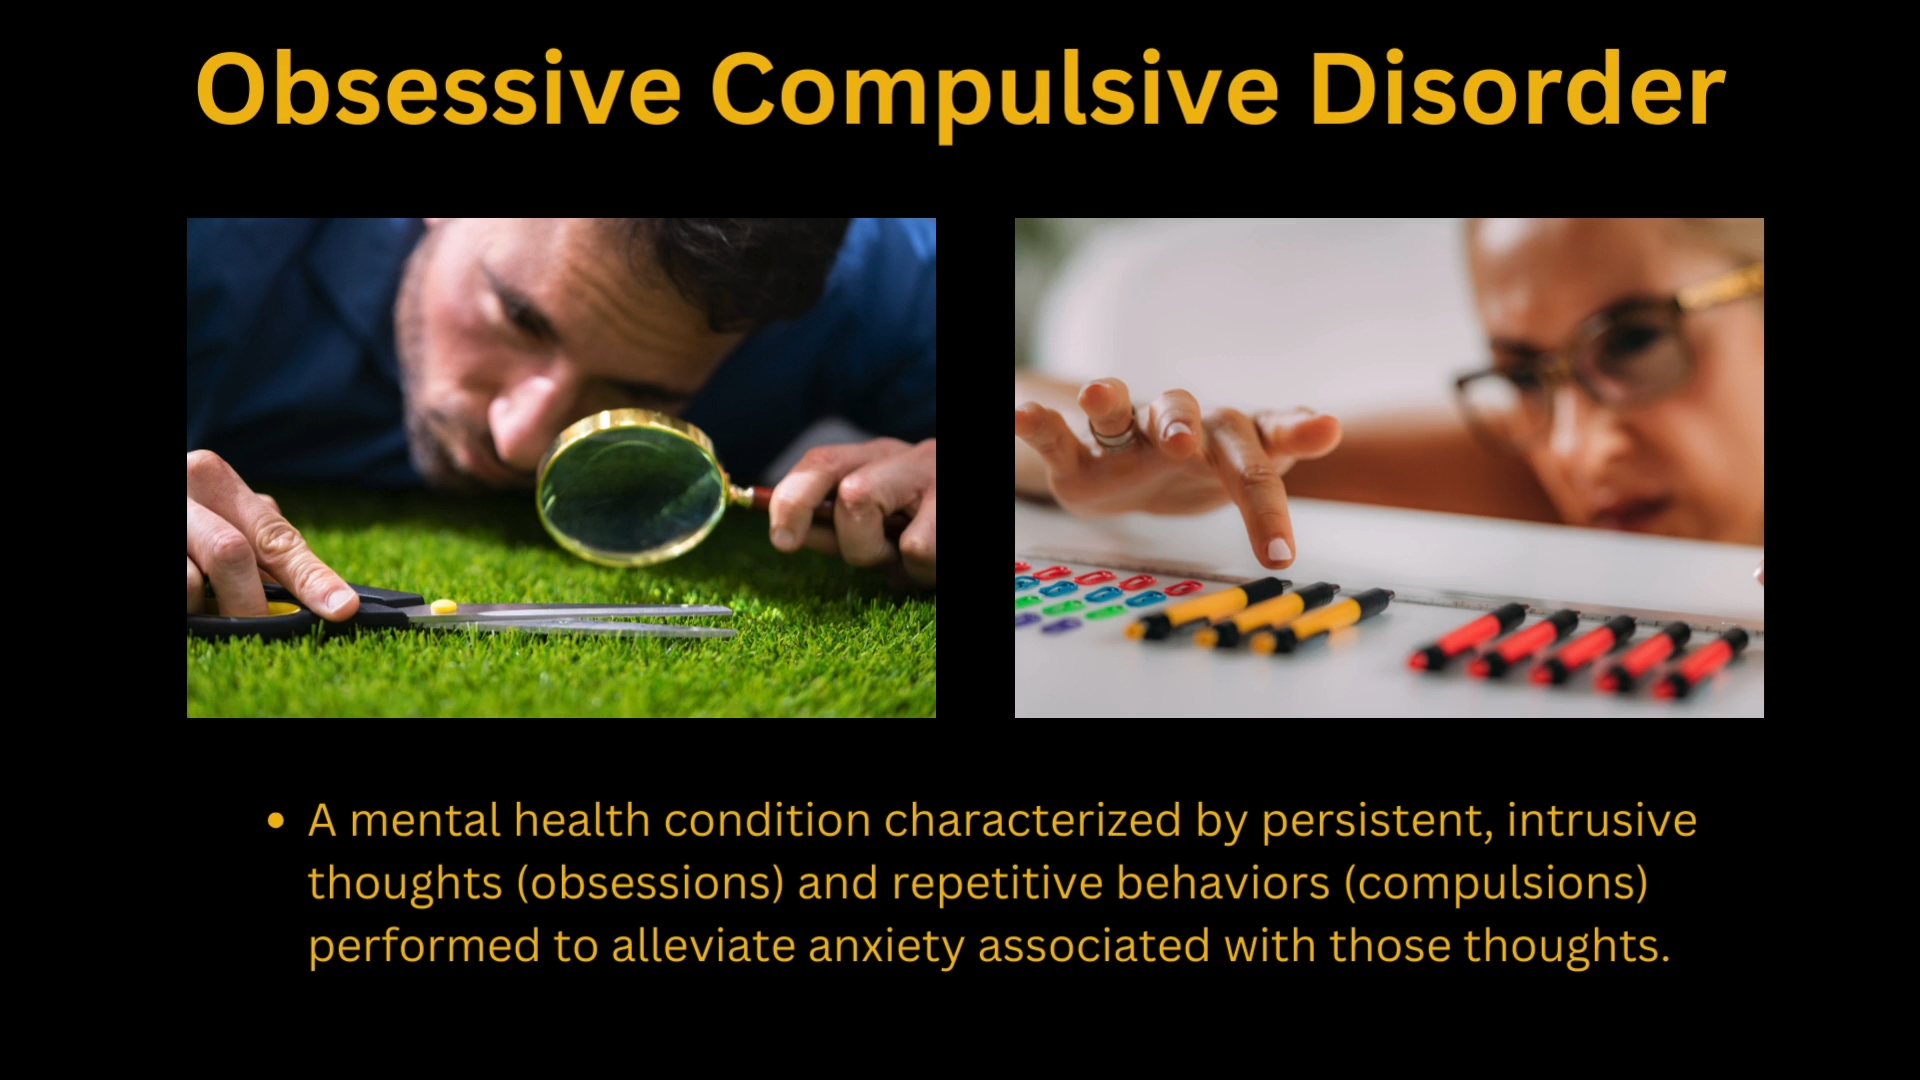 Obsessive Compulsive Disorder
• A mental health condition characterized by persistent, intrusive
thoughts (obsessions) and repetitive behaviors (compulsions)
performed to alleviate anxiety associated with those thoughts.